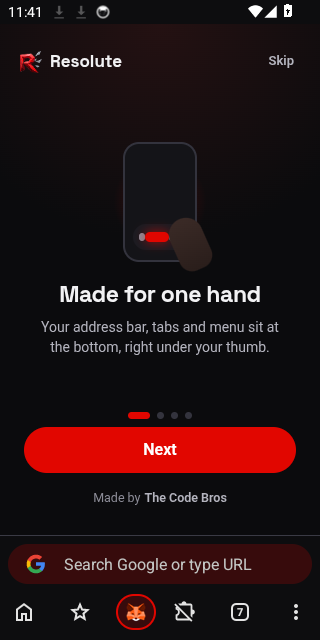 11:41
Resolute
Skip
Made for one hand
Your address bar, tabs and menu sit at
the bottom, right under your thumb.
Next
Made by The Code Bros
Search Google or type URL
7